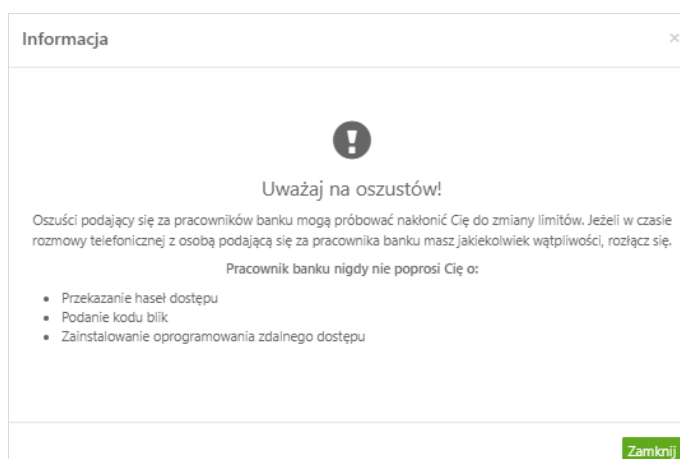 Informacja
×
Uważaj na oszustów!
Oszuści podający się za pracowników banku mogą próbować nakłonić Cię do zmiany limitów. Jeżeli w czasie
rozmowy telefonicznej z osobą podającą się za pracownika banku masz jakiekolwiek wątpliwości, rozłącz się.
Pracownik banku nigdy nie poprosi Cię o:
• Przekazanie haseł dostępu
• Podanie kodu blik
• Zainstalowanie oprogramowania zdalnego dostępu
Zamknij